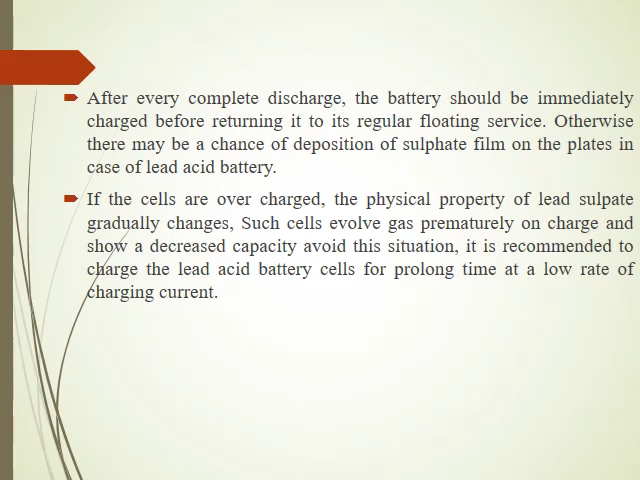 After every complete discharge, the battery should be immediately
charged before returning it to its regular floating service. Otherwise
there may be a chance of deposition of sulphate film on the plates in
case of lead acid battery.
If the cells are over charged, the physical property of lead sulpate
gradually changes, Such cells evolve gas prematurely on charge and
show a decreased capacity avoid this situation, it is recommended to
charge the lead acid battery cells for prolong time at a low rate of
charging current.